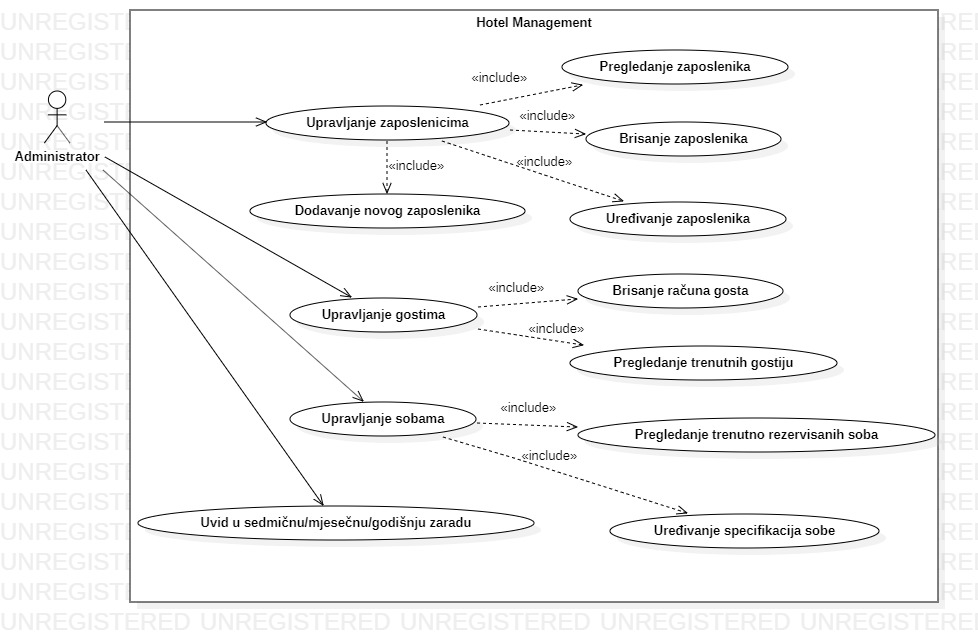 Hotel Management
Pregledanje zaposlenika
«include»
Upravljanje zaposlenicima
«include»
Brisanje zaposlenika
Administrator
«include»
«include»
Dodavanje novog zaposlenika
Uređivanje zaposlenika
«include»
Brisanje računa gosta
Upravljanje gostima
«include»
Pregledanje trenutnih gostiju
«include»
Upravljanje sobama
Pregledanje trenutno rezervisanih soba
«include»
Uvid u sedmičnu/mjesečnu/godišnju zaradu
Uređivanje specifikacija sobe
UNREGISTERED UNREGISTERED UNREGISTERED UNREGISTERED UNREGISTE